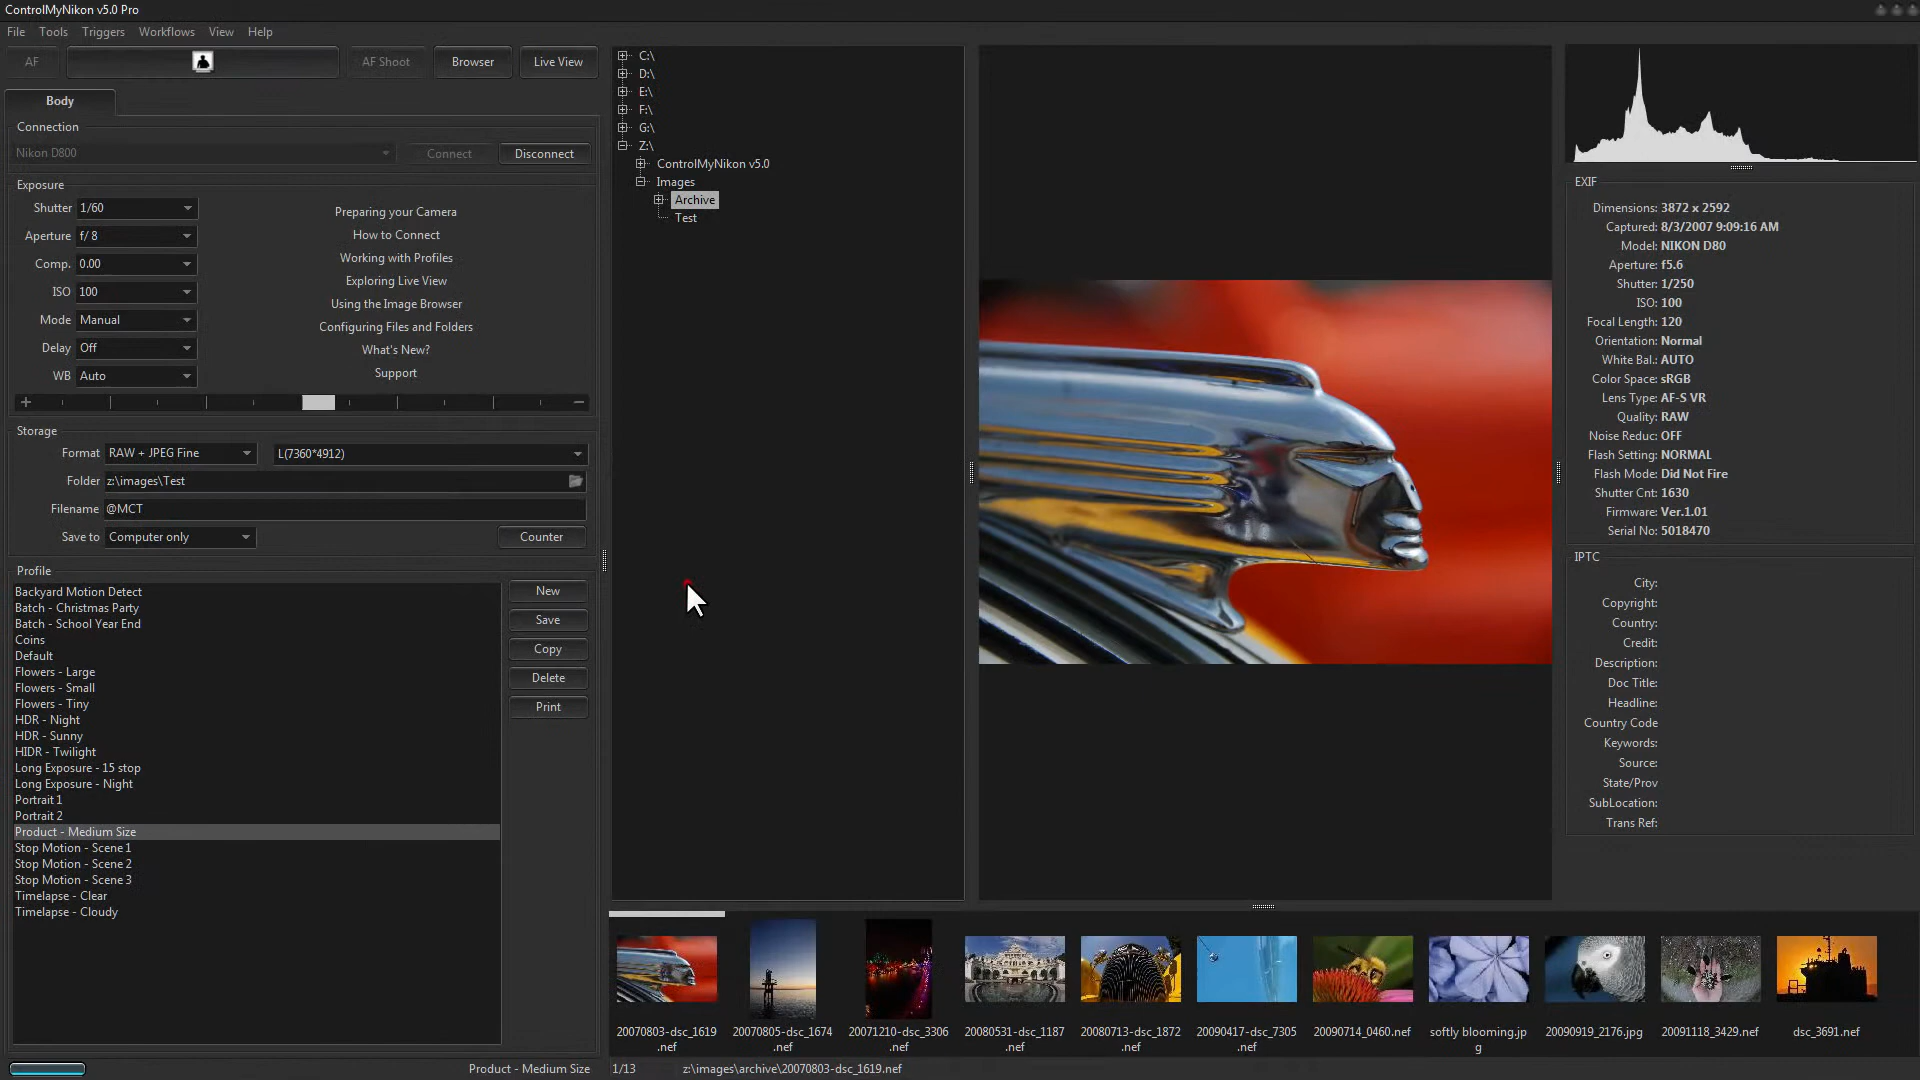 ControlMyNikon v5.0 Pro
File Tools Triggers Workflows View Help
AF AF Shoot Browser Live View
Body
Connection
Nikon D800 Connect Disconnect
Exposure
Shutter 1/60
Aperture f/ 8
Comp. 0.00
ISO 100
Mode Manual
Delay Off
WB Auto
Preparing your Camera
How to Connect
Working with Profiles
Exploring Live View
Using the Image Browser
Configuring Files and Folders
What's New?
Support
Storage
Format RAW + JPEG Fine L(7360*4912)
Folder z:\images\Test
Filename @MCT
Save to Computer only Counter
Profile
Backyard Motion Detect
Batch - Christmas Party
Batch - School Year End
Coins
Default
Flowers - Large
Flowers - Small
Flowers - Tiny
HDR - Night
HDR - Sunny
HIDR - Twilight
Long Exposure - 15 stop
Long Exposure - Night
Portrait 1
Portrait 2
Product - Medium Size
Stop Motion - Scene 1
Stop Motion - Scene 2
Stop Motion - Scene 3
Timelapse - Clear
Timelapse - Cloudy
New
Save
Copy
Delete
Print
Product - Medium Size
C:\
D:\
E:\
F:\
G:\
Z:\
ControlMyNikon v5.0
Images
Archive
Test
EXIF
Dimensions: 3872 x 2592
Captured: 8/3/2007 9:09:16 AM
Model: NIKON D80
Aperture: f5.6
Shutter: 1/250
ISO: 100
Focal Length: 120
Orientation: Normal
White Bal.: AUTO
Color Space: sRGB
Lens Type: AF-S VR
Quality: RAW
Noise Reduc: OFF
Flash Setting: NORMAL
Flash Mode: Did Not Fire
Shutter Cnt: 1630
Firmware: Ver.1.01
Serial No: 5018470
IPTC
City:
Copyright:
Country:
Credit:
Description:
Doc Title:
Headline:
Country Code
Keywords:
Source:
State/Prov
SubLocation:
Trans Ref:
20070803-dsc_1619
.nef
20070805-dsc_1674
.nef
20071210-dsc_3306
.nef
20080531-dsc_1187
.nef
20080713-dsc_1872
.nef
20090417-dsc_7305
.nef
20090714_0460.nef
softly blooming.jp
g
20090919_2176.jpg
20091118_3429.nef
dsc_3691.nef
1/13 z:\images\archive\20070803-dsc_1619.nef